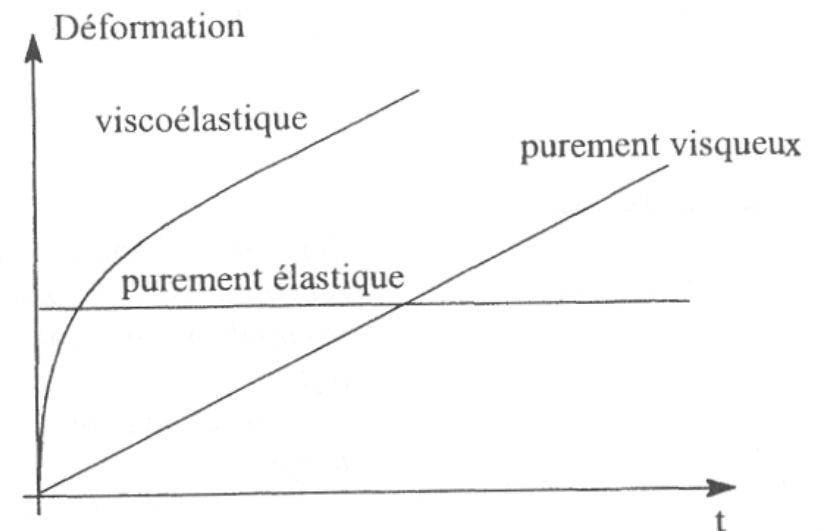 Déformation
viscoélastique
purement visqueux
purement élastique
t